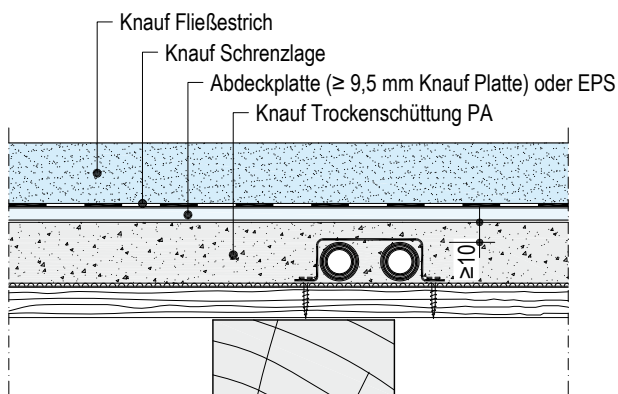 Knauf Fließestrich
Knauf Schrenzlage
Abdeckplatte (≥ 9,5 mm Knauf Platte) oder EPS
Knauf Trockenschüttung PA
≥10